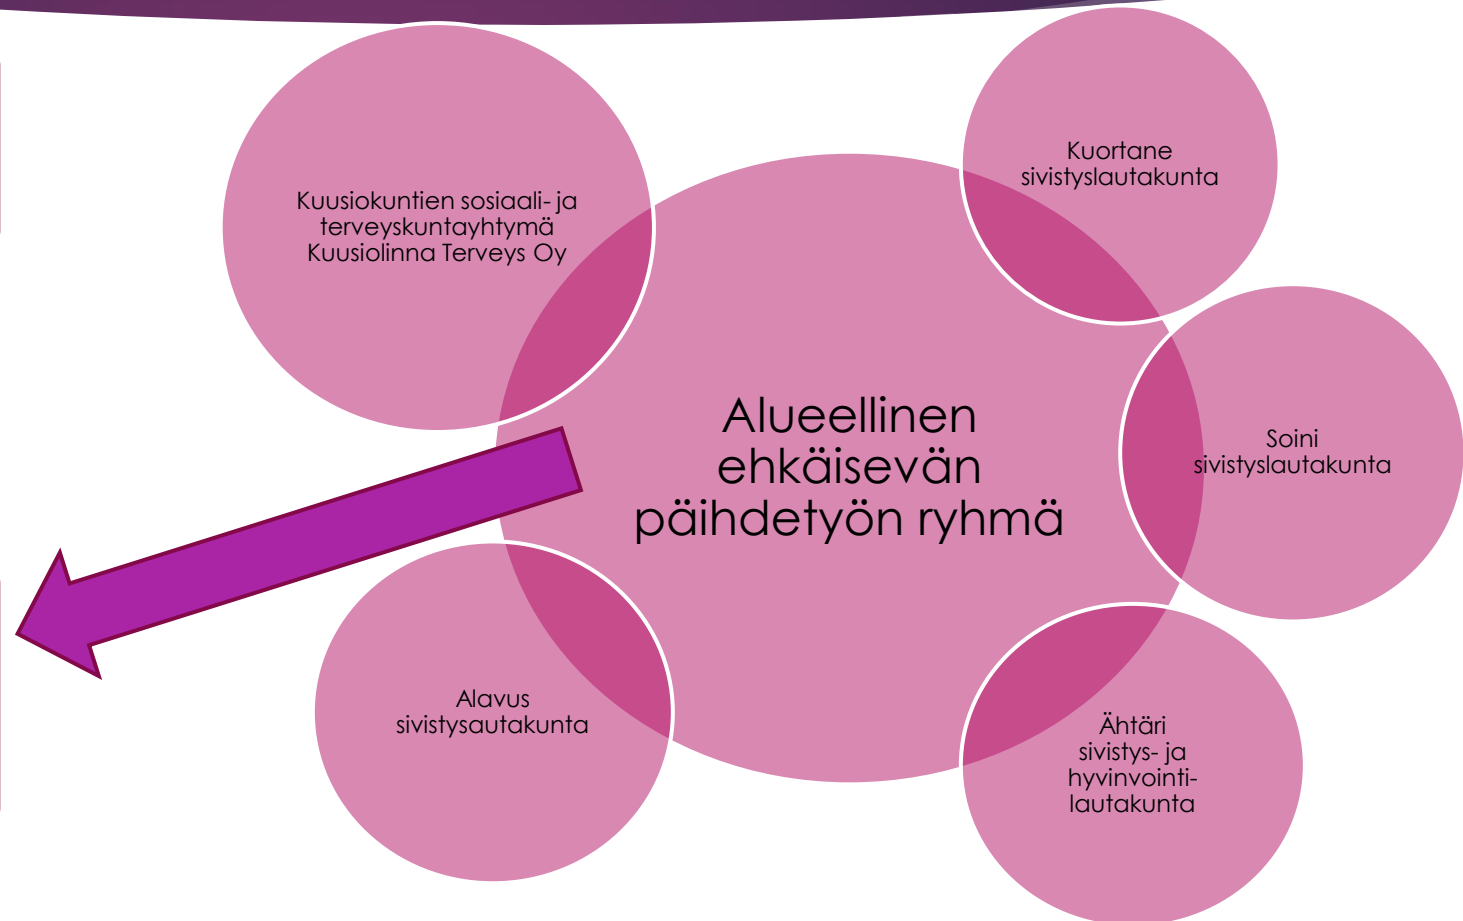 Kuusiokuntien sosiaali- ja
terveyskuntayhtymä
Kuusiolinna Terveys Oy
Kuortane
sivistyslautakunta
Alueellinen
ehkäisevän
päihdetyön ryhmä
Soini
sivistyslautakunta
Alavus
sivistysautakunta
Ähtäri
sivistys- ja
hyvinvointi-
lautakunta